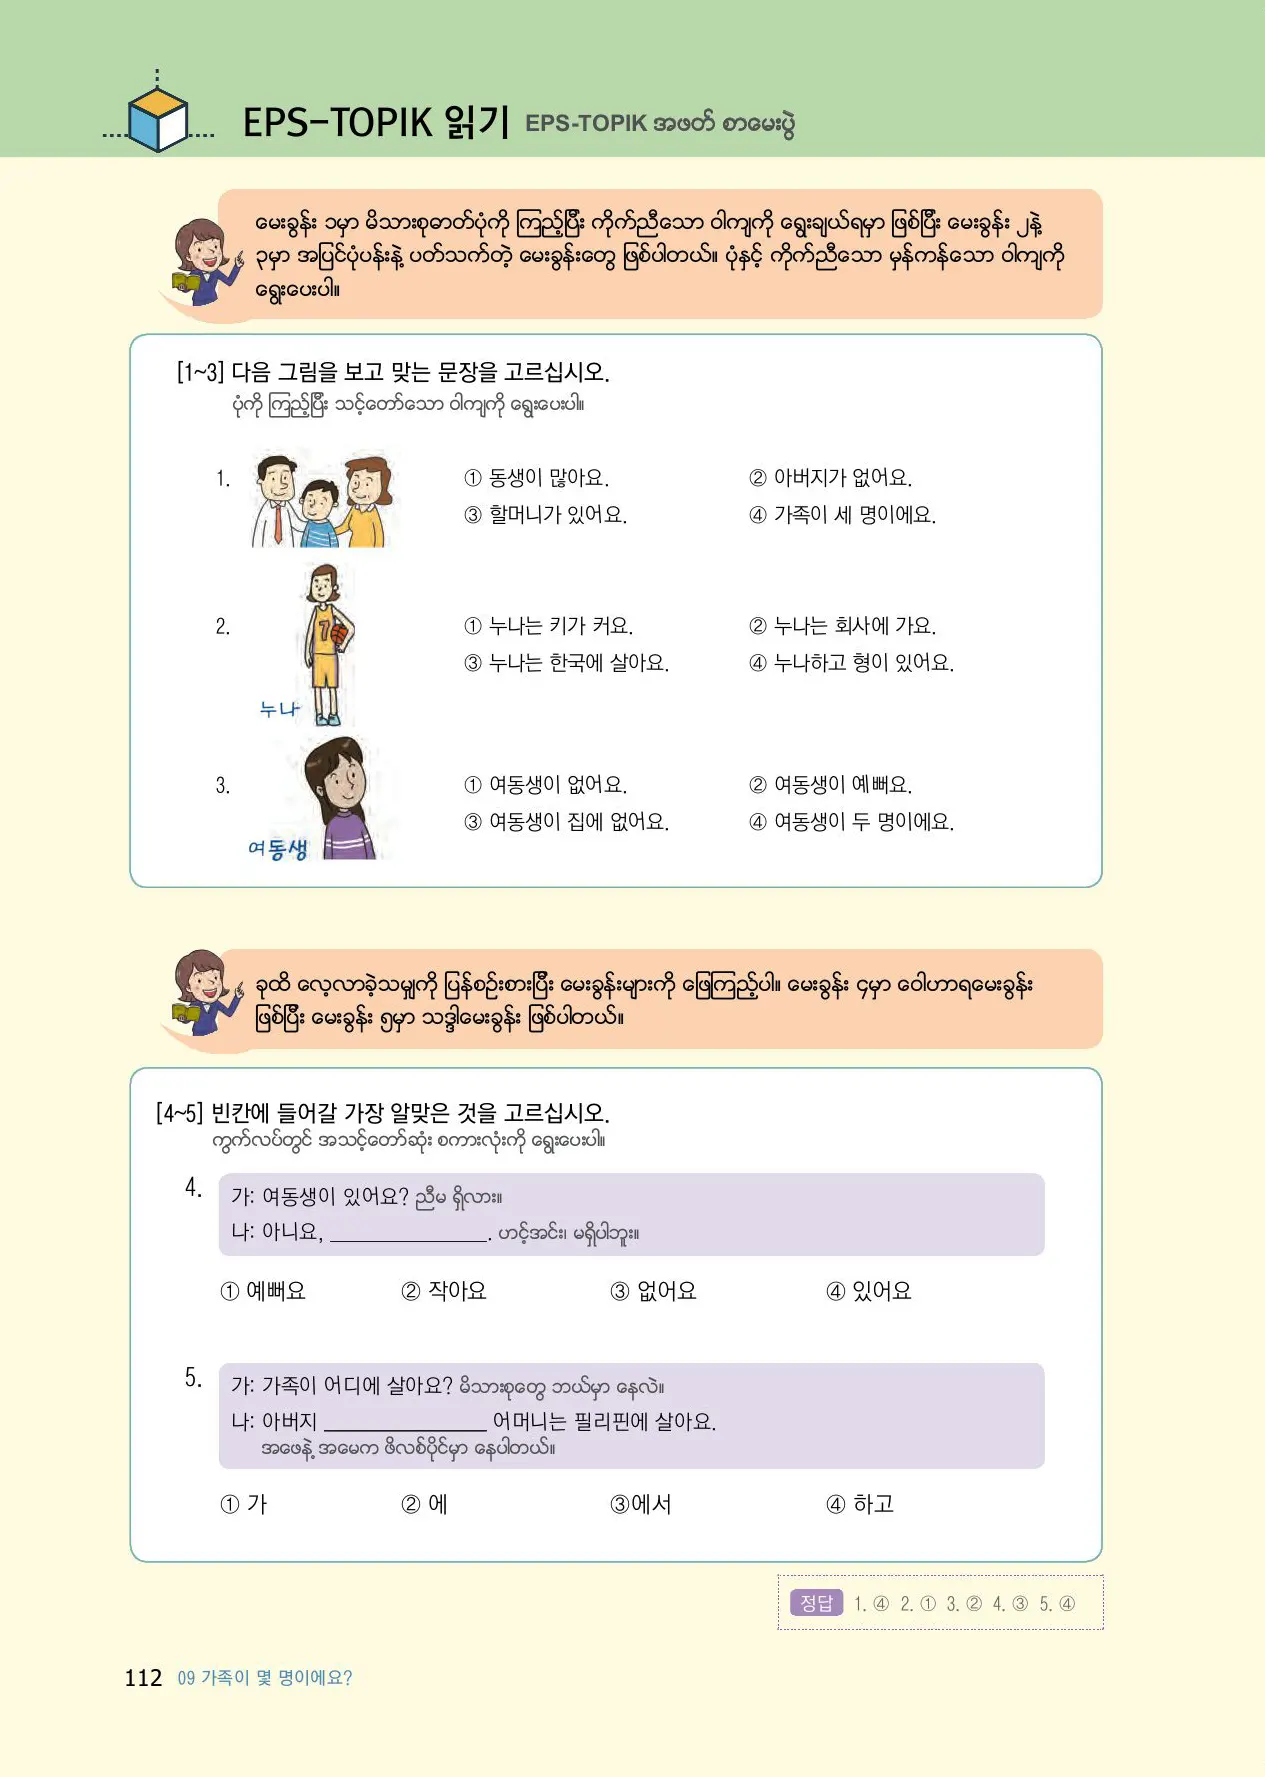 EPS-TOPIK 읽기 EPS-TOPIK အဖတ် စာမေးပွဲ
မေးခွန်း ၁မှာ မိသားစုဓာတ်ပုံကို ကြည့်ပြီး ကိုက်ညီသော ဝါကျကို ရွေးချယ်ရမှာ ဖြစ်ပြီး မေးခွန်း ၂နဲ့
၃မှာ အပြင်ပုံပန်းနဲ့ ပတ်သက်တဲ့ မေးခွန်းတွေ ဖြစ်ပါတယ်။ ပုံနှင့် ကိုက်ညီသော မှန်ကန်သော ဝါကျကို
ရွေးပေးပါ။
[1~3] 다음 그림을 보고 맞는 문장을 고르십시오.
ပုံကို ကြည့်ပြီး သင့်တော်သော ဝါကျကို ရွေးပေးပါ။
1. ① 동생이 많아요. ② 아버지가 없어요.
③ 할머니가 있어요. ④ 가족이 세 명이에요.
7
2. ① 누나는 키가 커요. ② 누나는 회사에 가요.
③ 누나는 한국에 살아요. ④ 누나하고 형이 있어요.
누나
3. ① 여동생이 없어요. ② 여동생이 예뻐요.
③ 여동생이 집에 없어요. ④ 여동생이 두 명이에요.
여동생
ခုထိ လေ့လာခဲ့သမျှကို ပြန်စဉ်းစားပြီး မေးခွန်းများကို ဖြေကြည့်ပါ။ မေးခွန်း ၄မှာ ဝေါဟာရမေးခွန်း
ဖြစ်ပြီး မေးခွန်း ၅မှာ သဒ္ဒါမေးခွန်း ဖြစ်ပါတယ်။
[4~5] 빈칸에 들어갈 가장 알맞은 것을 고르십시오.
ကွက်လပ်တွင် အသင့်တော်ဆုံး စကားလုံးကို ရွေးပေးပါ။
4. 가: 여동생이 있어요? ညီမ ရှိလား။
나: 아니요, _______________. ဟင့်အင်း၊ မရှိပါဘူး။
① 예뻐요 ② 작아요 ③ 없어요 ④ 있어요
5. 가: 가족이 어디에 살아요? မိသားစုတွေ ဘယ်မှာ နေလဲ။
나: 아버지 _______________ 어머니는 필리핀에 살아요.
အဖေနဲ့ အမေက ဖိလစ်ပိုင်မှာ နေပါတယ်။
① 가 ② 에 ③에서 ④ 하고
정답 1. ④ 2. ① 3. ② 4. ③ 5. ④
112 09 가족이 몇 명이에요?